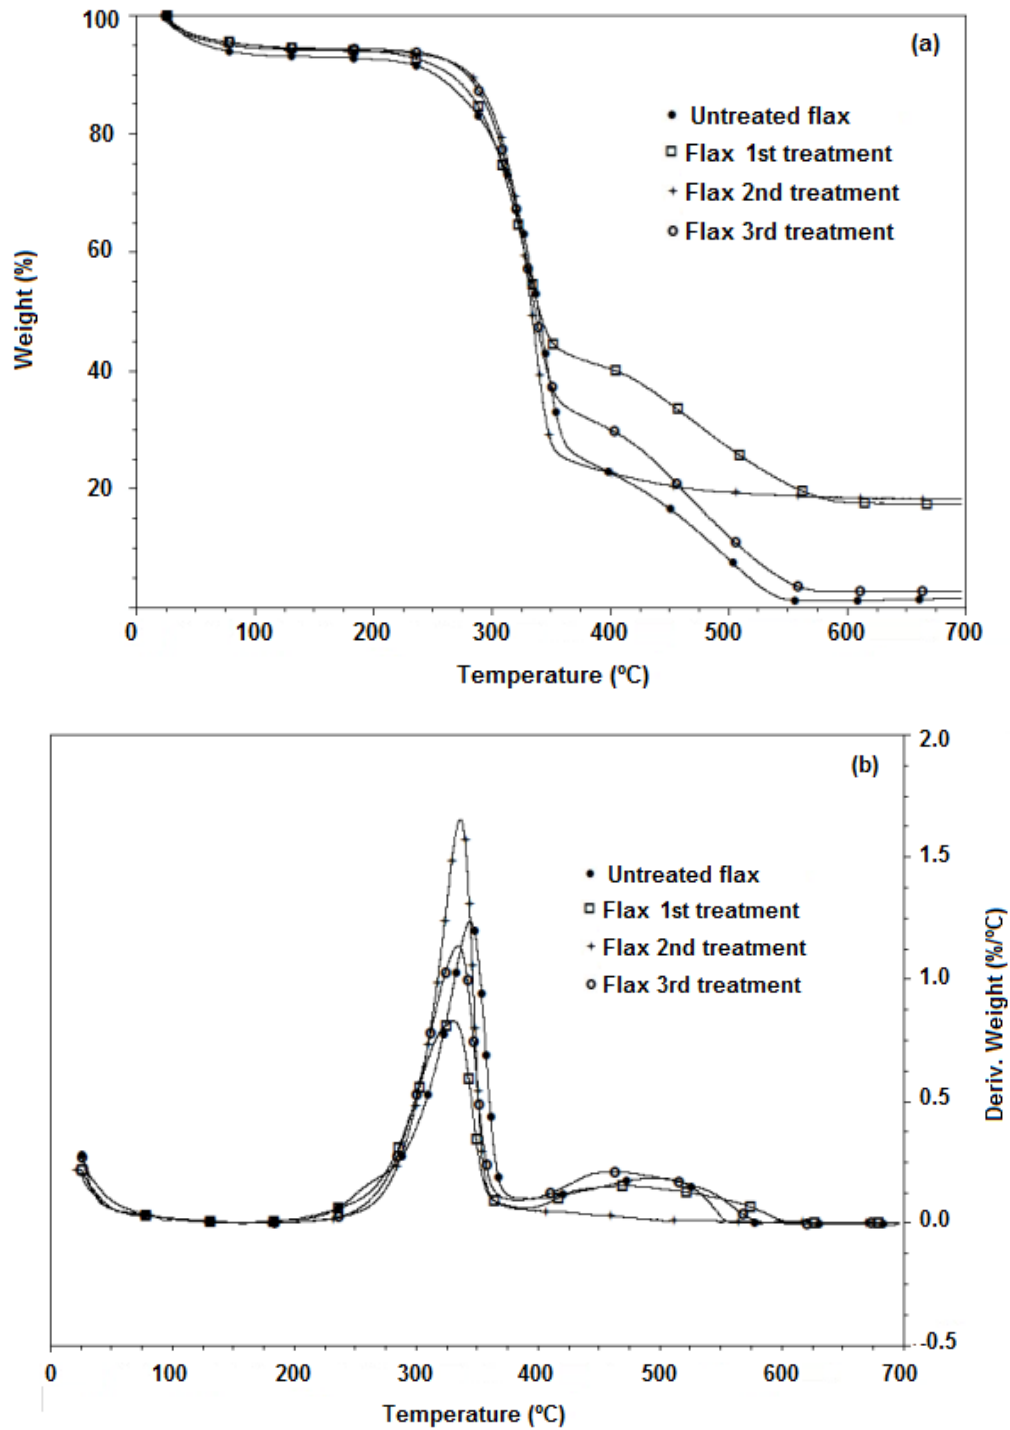 100
(a)
Untreated flax
80
Flax 1st treatment
Flax 2nd treatment
Flax 3rd treatment
60
Weight (%)
40
20
0 100 200 300 400 500 600 700
Temperature (ºC)
2.0
(b)
1.5
Untreated flax
Flax 1st treatment
Flax 2nd treatment
Flax 3rd treatment
1.0
Deriv. Weight (%/ºC)
0.5
0.0
-0.5
0 100 200 300 400 500 600 700
Temperature (ºC)